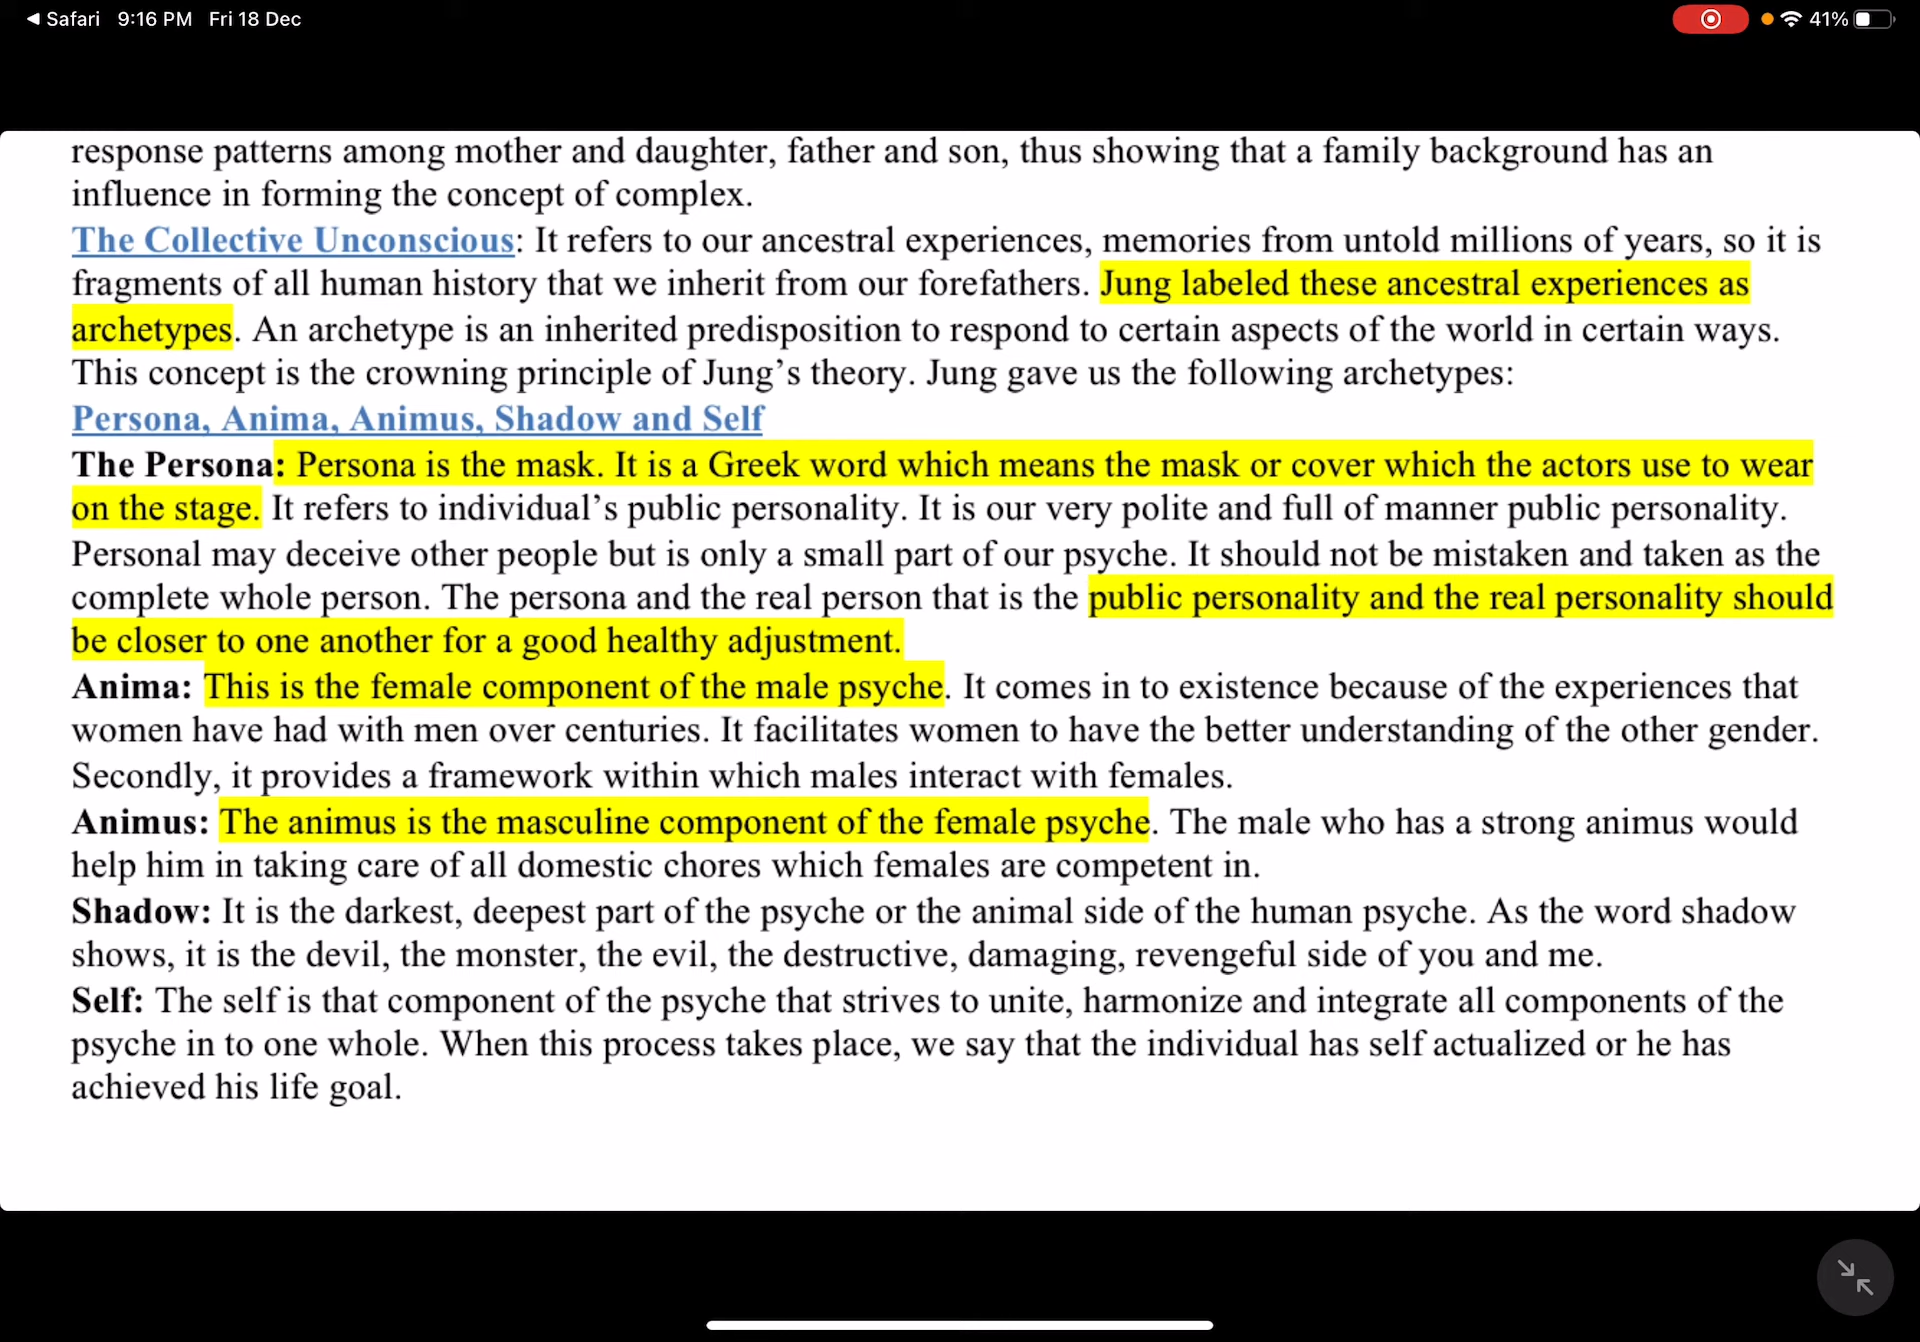 Safari 9:16 PM Fri 18 Dec
41%
response patterns among mother and daughter, father and son, thus showing that a family background has an
influence in forming the concept of complex.
The Collective Unconscious: It refers to our ancestral experiences, memories from untold millions of years, so it is
fragments of all human history that we inherit from our forefathers. Jung labeled these ancestral experiences as
archetypes. An archetype is an inherited predisposition to respond to certain aspects of the world in certain ways.
This concept is the crowning principle of Jung’s theory. Jung gave us the following archetypes:
Persona, Anima, Animus, Shadow and Self
The Persona: Persona is the mask. It is a Greek word which means the mask or cover which the actors use to wear
on the stage. It refers to individual’s public personality. It is our very polite and full of manner public personality.
Personal may deceive other people but is only a small part of our psyche. It should not be mistaken and taken as the
complete whole person. The persona and the real person that is the public personality and the real personality should
be closer to one another for a good healthy adjustment.
Anima: This is the female component of the male psyche. It comes in to existence because of the experiences that
women have had with men over centuries. It facilitates women to have the better understanding of the other gender.
Secondly, it provides a framework within which males interact with females.
Animus: The animus is the masculine component of the female psyche. The male who has a strong animus would
help him in taking care of all domestic chores which females are competent in.
Shadow: It is the darkest, deepest part of the psyche or the animal side of the human psyche. As the word shadow
shows, it is the devil, the monster, the evil, the destructive, damaging, revengeful side of you and me.
Self: The self is that component of the psyche that strives to unite, harmonize and integrate all components of the
psyche in to one whole. When this process takes place, we say that the individual has self actualized or he has
achieved his life goal.